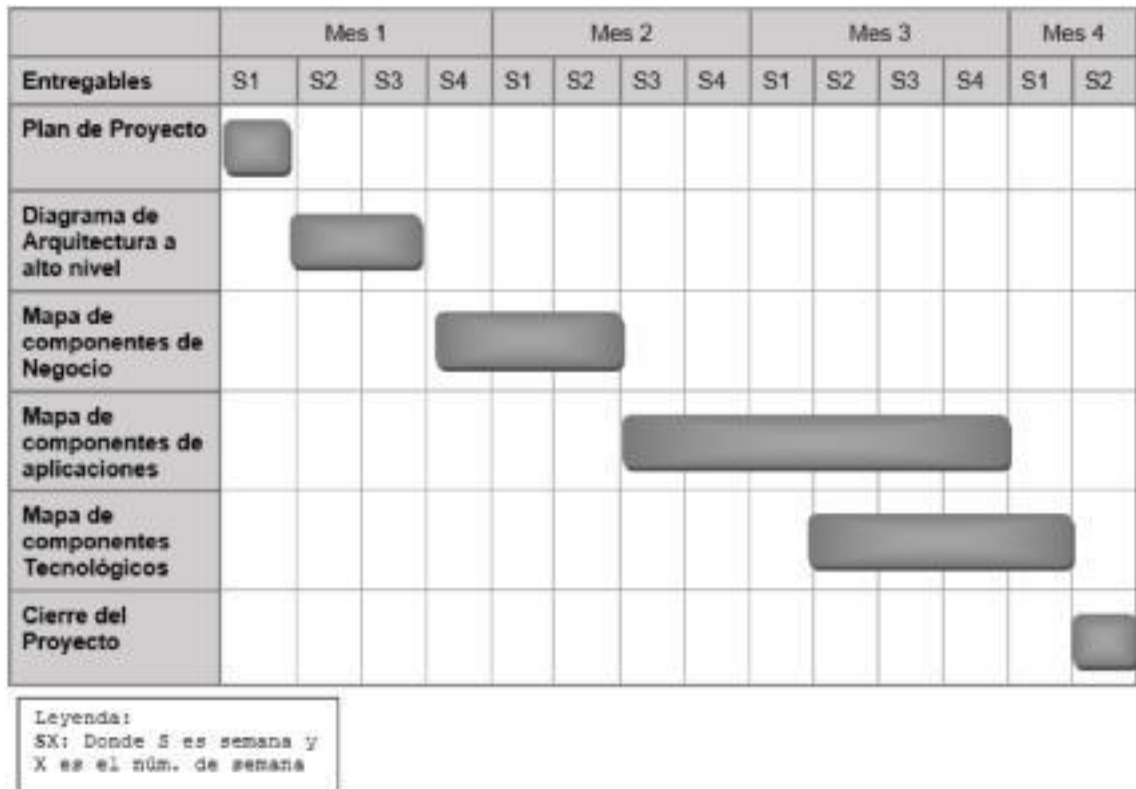 Mes 1 Mes 2 Mes 3 Mes 4
Entregables S1 S2 S3 S4 S1 S2 S3 S4 S1 S2 S3 S4 S1 S2
Plan de Proyecto
Diagrama de
Arquitectura a
alto nivel
Mapa de
componentes de
Negocio
Mapa de
componentes de
aplicaciones
Mapa de
componentes
Tecnológicos
Cierre del
Proyecto
Leyenda:
SX: Donde S es semana y
X es el núm. de semana